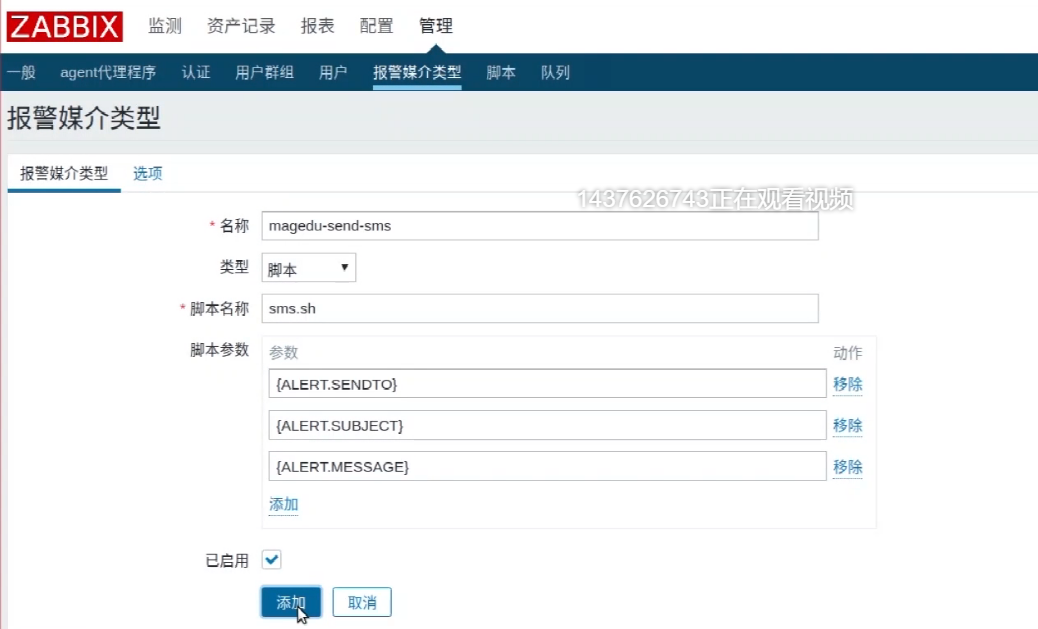 ZABBIX 监测 资产记录 报表 配置 管理
一般 agent代理程序 认证 用户群组 用户 报警媒介类型 脚本 队列
报警媒介类型
报警媒介类型 选项
1437626743正在观看视频
* 名称 magedu-send-sms
类型 脚本
* 脚本名称 sms.sh
脚本参数 参数 动作
{ALERT.SENDTO} 移除
{ALERT.SUBJECT} 移除
{ALERT.MESSAGE} 移除
添加
已启用
添加 取消